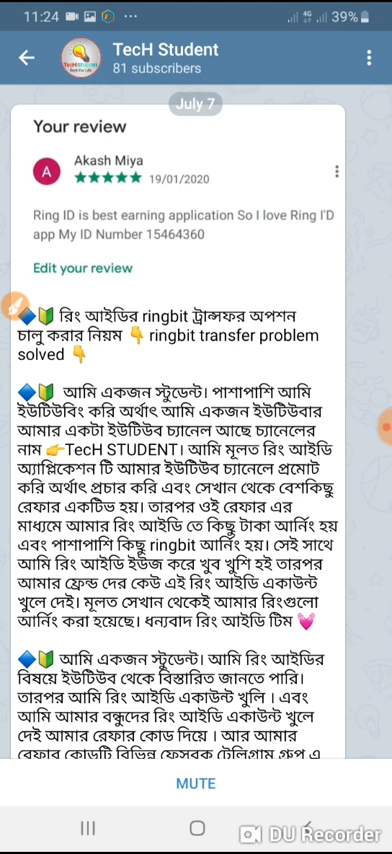 11:24
4G
39%
TecH Student
81 subscribers
July 7
Your review
A
Akash Miya
19/01/2020
Ring ID is best earning application So I love Ring I'D
app My ID Number 15464360
Edit your review
রিং আইডির ringbit ট্রান্সফর অপশন
চালু করার নিয়ম 👇 ringbit transfer problem
solved 👇
আমি একজন স্টুডেন্ট। পাশাপাশি আমি
ইউটিউবিং করি অর্থাৎ আমি একজন ইউটিউবার
আমার একটা ইউটিউব চ্যানেল আছে চ্যানেলের
নাম 👉TecH STUDENT। আমি মূলত রিং আইডি
অ্যাপ্লিকেশন টি আমার ইউটিউব চ্যানেলে প্রমোট
করি অর্থাৎ প্রচার করি এবং সেখান থেকে বেশকিছু
রেফার একটিভ হয়। তারপর ওই রেফার এর
মাধ্যমে আমার রিং আইডি তে কিছু টাকা আর্নিং হয়
এবং পাশাপাশি কিছু ringbit আর্নিং হয়। সেই সাথে
আমি রিং আইডি ইউজ করে খুব খুশি হই তারপর
আমার ফ্রেন্ড দের কেউ এই রিং আইডি একাউন্ট
খুলে দেই। মূলত সেখান থেকেই আমার রিংগুলো
আর্নিং করা হয়েছে। ধন্যবাদ রিং আইডি টিম 💓
আমি একজন স্টুডেন্ট। আমি রিং আইডির
বিষয়ে ইউটিউব থেকে বিস্তারিত জানতে পারি।
তারপর আমি রিং আইডি একাউন্ট খুলি । এবং
আমি আমার বন্ধুদের রিং আইডি একাউন্ট খুলে
দেই আমার রেফার কোড দিয়ে । আর আমার
রেফার কোডটি বিভিন্ন ফেসবুক টেলিগ্রাম গ্রুপ এ
MUTE
DU Recorder